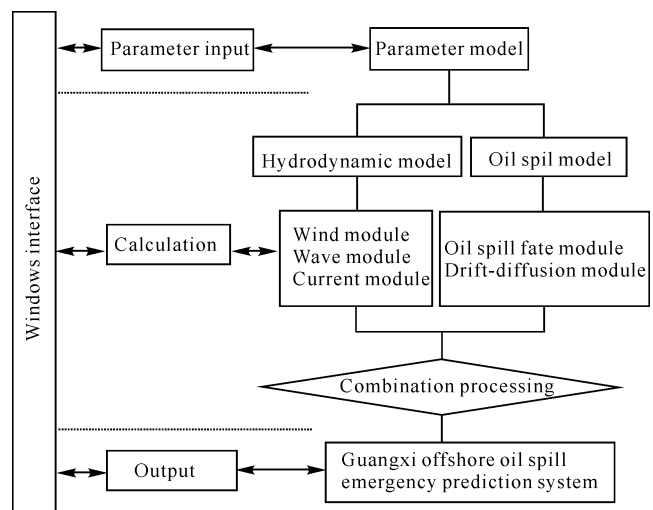 Windows interface
Parameter input
Parameter model
Hydrodynamic model
Oil spil model
Calculation
Wind module
Wave module
Current module
Oil spill fate module
Drift-diffusion module
Combination processing
Output
Guangxi offshore oil spill
emergency prediction system